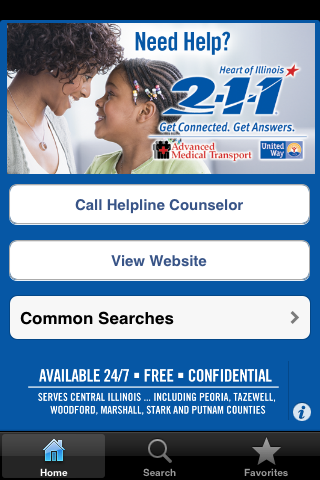 Need Help?
Heart of Illinois
2-1-1
Get Connected. Get Answers.
Advanced
Medical Transport
United
Way
Call Helpline Counselor
View Website
Common Searches
AVAILABLE 24/7 ▪ FREE ▪ CONFIDENTIAL
SERVES CENTRAL ILLINOIS ... INCLUDING PEORIA, TAZEWELL,
WOODFORD, MARSHALL, STARK AND PUTNAM COUNTIES
i
Home Search Favorites